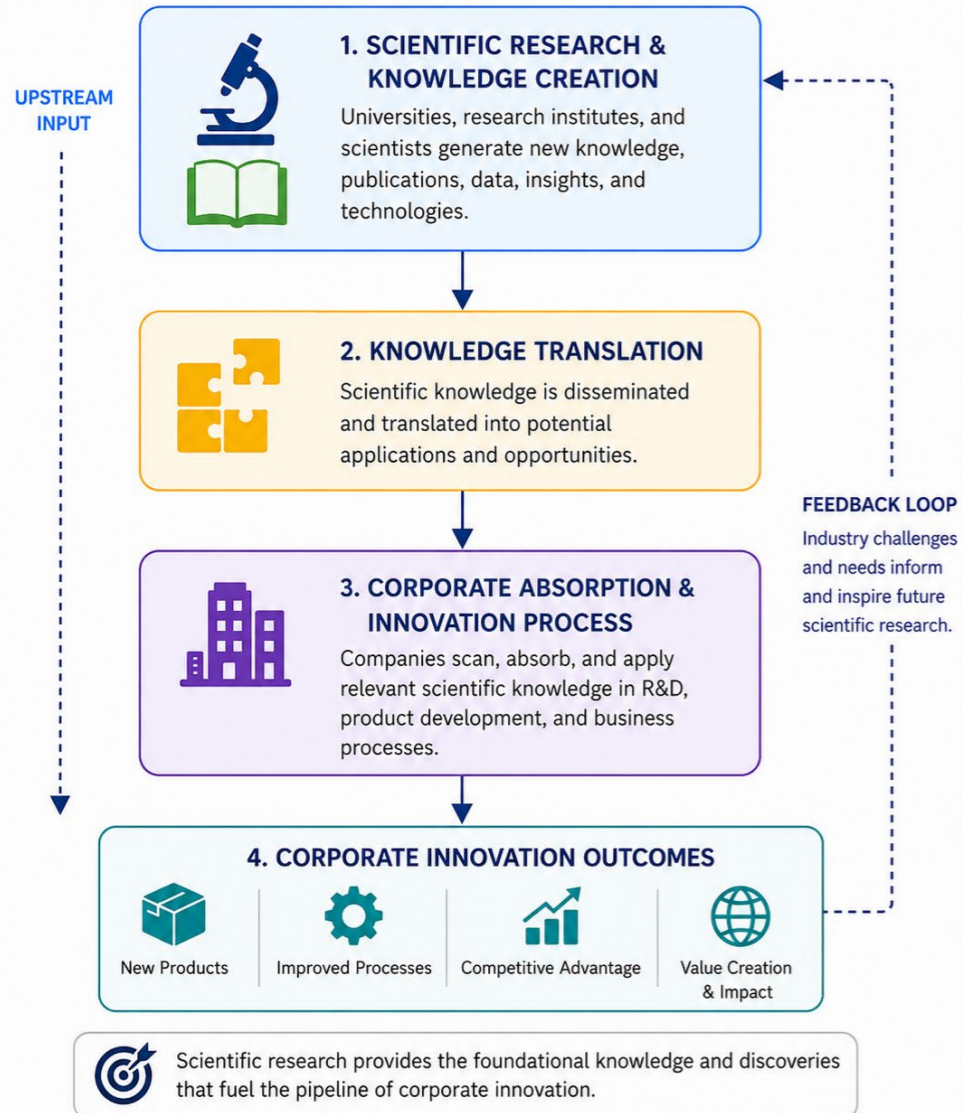 UPSTREAM
INPUT
1. SCIENTIFIC RESEARCH &
KNOWLEDGE CREATION
Universities, research institutes, and
scientists generate new knowledge,
publications, data, insights, and
technologies.
2. KNOWLEDGE TRANSLATION
Scientific knowledge is disseminated
and translated into potential
applications and opportunities.
3. CORPORATE ABSORPTION &
INNOVATION PROCESS
Companies scan, absorb, and apply
relevant scientific knowledge in R&D,
product development, and business
processes.
FEEDBACK LOOP
Industry challenges
and needs inform
and inspire future
scientific research.
4. CORPORATE INNOVATION OUTCOMES
New Products
Improved Processes
Competitive Advantage
Value Creation
& Impact
Scientific research provides the foundational knowledge and discoveries
that fuel the pipeline of corporate innovation.